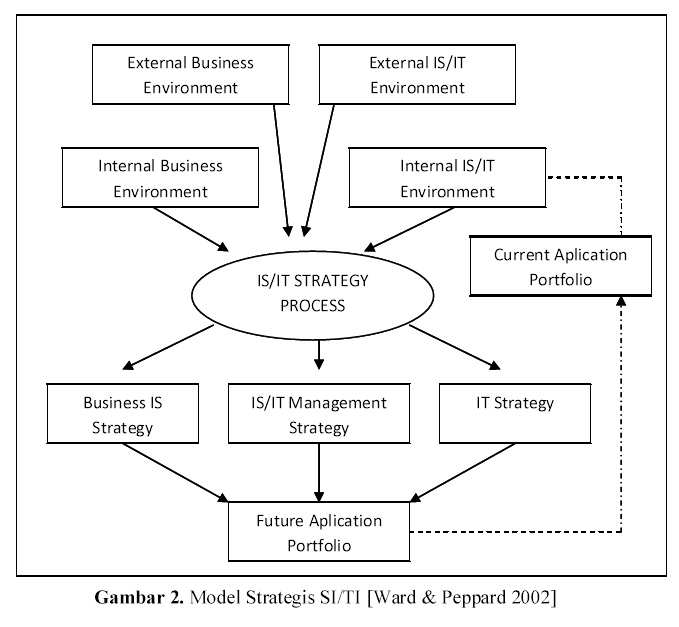 External Business
Environment
External IS/IT
Environment
Internal Business
Environment
Internal IS/IT
Environment
Current Aplication
Portfolio
IS/IT STRATEGY
PROCESS
Business IS
Strategy
IS/IT Management
Strategy
IT Strategy
Future Aplication
Portfolio
Gambar 2. Model Strategis SI/TI [Ward & Peppard 2002]